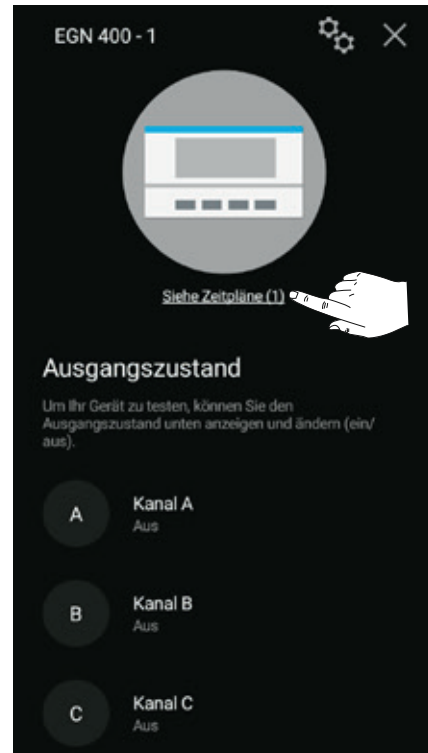 EGN 400 - 1
Siehe Zeitpläne (1)
Ausgangszustand
Um Ihr Gerät zu testen, können Sie den
Ausgangszustand unten anzeigen und ändern (ein/
aus).
A
Kanal A
Aus
B
Kanal B
Aus
C
Kanal C
Aus